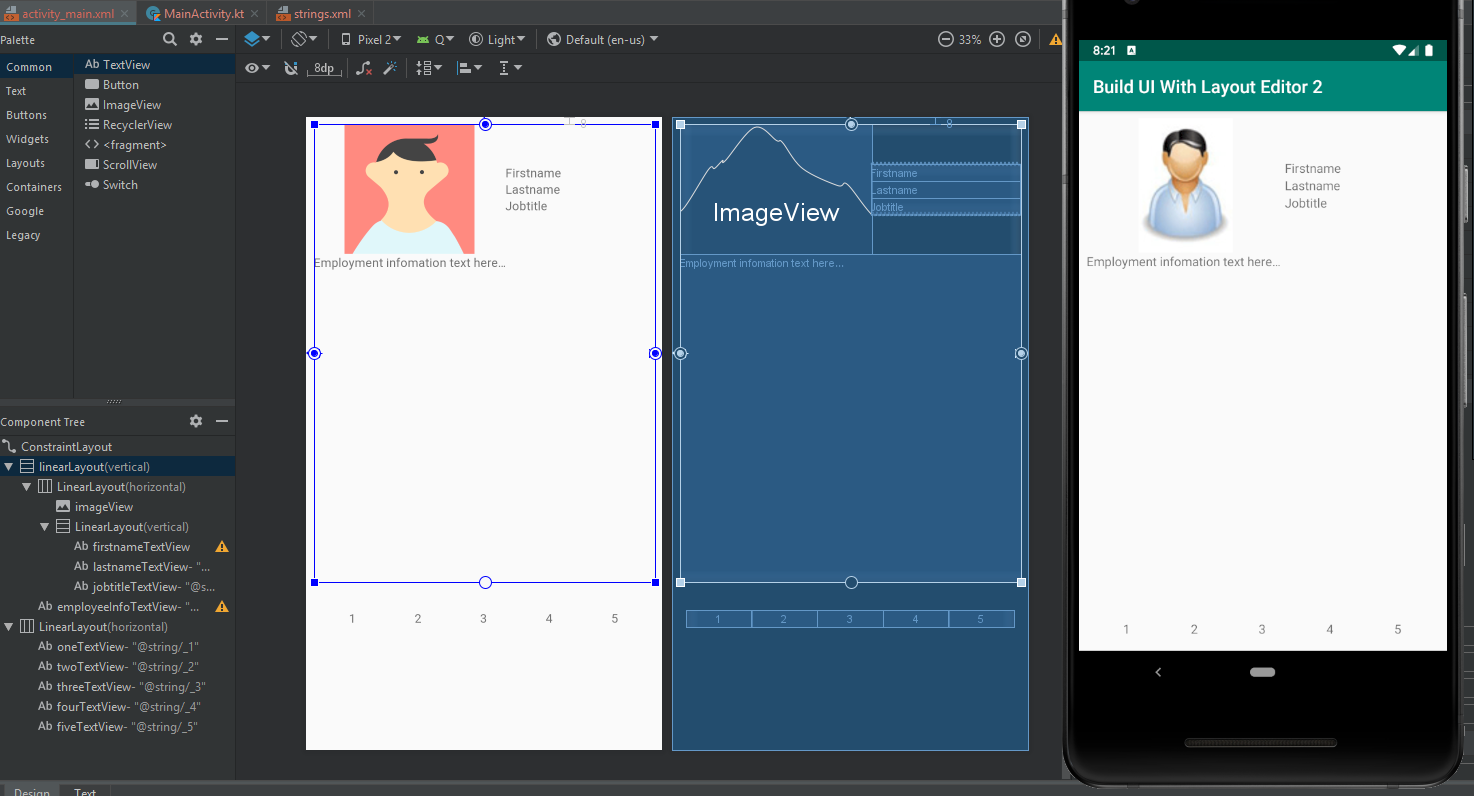 activity_main.xml
MainActivity.kt
strings.xml
Palette
Common
Text
Buttons
Widgets
Layouts
Containers
Google
Legacy
Ab TextView
Button
ImageView
RecyclerView
<fragment>
ScrollView
Switch
Pixel 2
Q
Light
Default (en-us)
33%
8dp
Component Tree
ConstraintLayout
linearLayout(vertical)
LinearLayout(horizontal)
imageView
LinearLayout(vertical)
Ab firstnameTextView
Ab lastnameTextView- "...
Ab jobtitleTextView- "@s...
Ab employeeInfoTextView- "...
LinearLayout(horizontal)
Ab oneTextView- "@string/_1"
Ab twoTextView- "@string/_2"
Ab threeTextView- "@string/_3"
Ab fourTextView- "@string/_4"
Ab fiveTextView- "@string/_5"
Design
Text
8
Firstname
Lastname
Jobtitle
Employment infomation text here...
1 2 3 4 5
8
ImageView
Firstname
Lastname
Jobtitle
Employment infomation text here...
1 2 3 4 5
8:21 A
Build UI With Layout Editor 2
Firstname
Lastname
Jobtitle
Employment infomation text here...
1 2 3 4 5